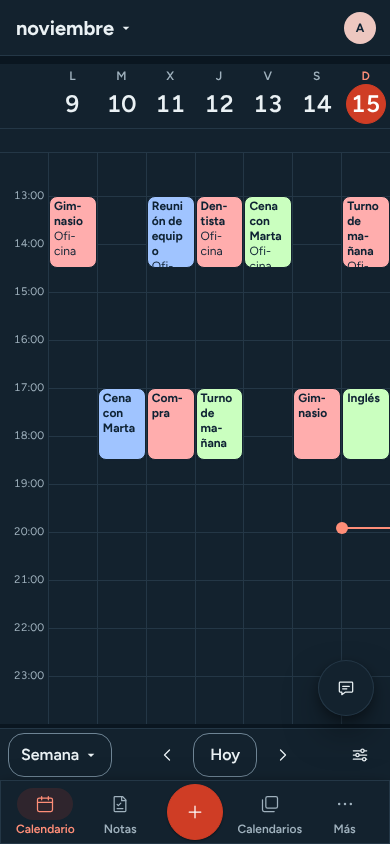 noviembre
A
L M X J V S D
9 10 11 12 13 14 15
13:00
14:00
15:00
16:00
17:00
18:00
19:00
20:00
21:00
22:00
23:00
Gim-
nasio
Ofi-
cina
Reuni
ón de
equip
o
Ofi-
Den-
tista
Ofi-
cina
Cena
con
Marta
Ofi-
cina
Turno
de
ma-
ñana
Ofi-
Cena
con
Marta
Com-
pra
Turno
de
ma-
ñana
Gim-
nasio
Inglés
Semana
Hoy
Calendario
Notas
Calendarios
Más